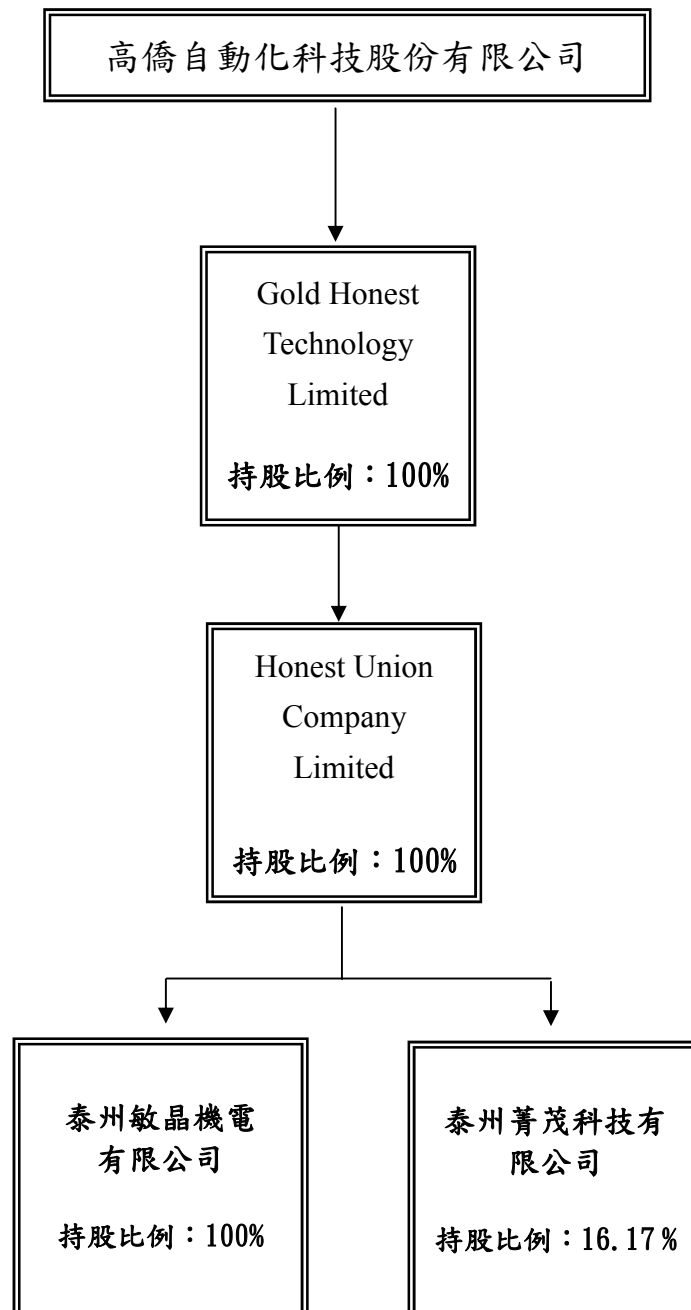 高僑自動化科技股份有限公司
Gold Honest
Technology
Limited
持股比例：100%
Honest Union
Company
Limited
持股比例：100%
泰州敏晶機電
有限公司
持股比例：100%
泰州菁茂科技有
限公司
持股比例：16.17%